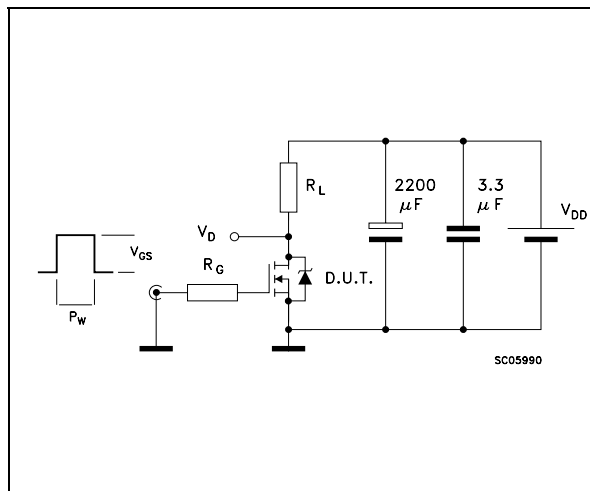 R_L
2200
μF
3.3
μF
V_DD
V_D
V_GS
R_G
D.U.T.
P_W
SC05990